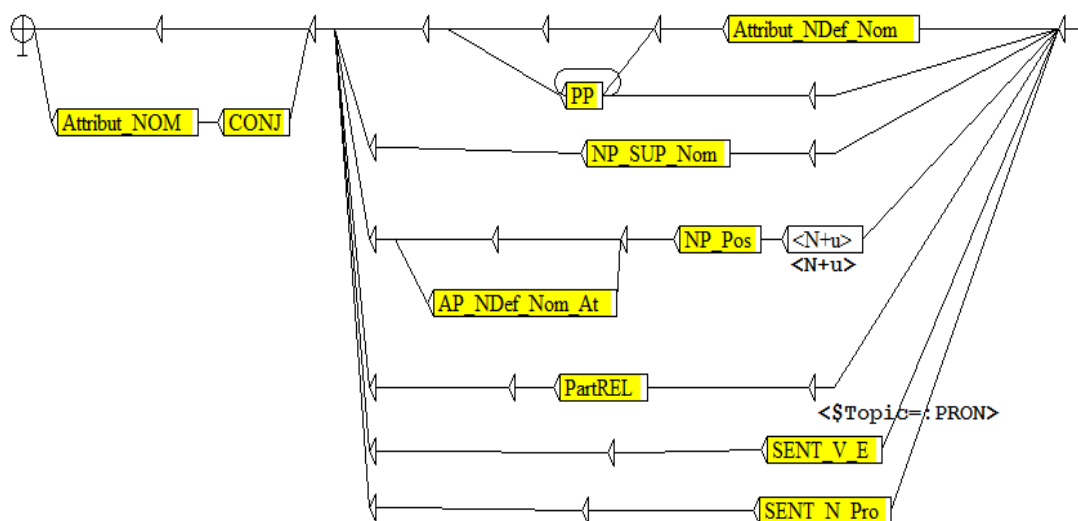 Attribut_NDef_Nom
PP
Attribut_NOM CONJ
NP_SUP_Nom
NP_Pos <N+u>
<N+u>
AP_NDef_Nom_At
PartREL
<$Topic=:PRON>
SENT_V_E
SENT_N_Pro